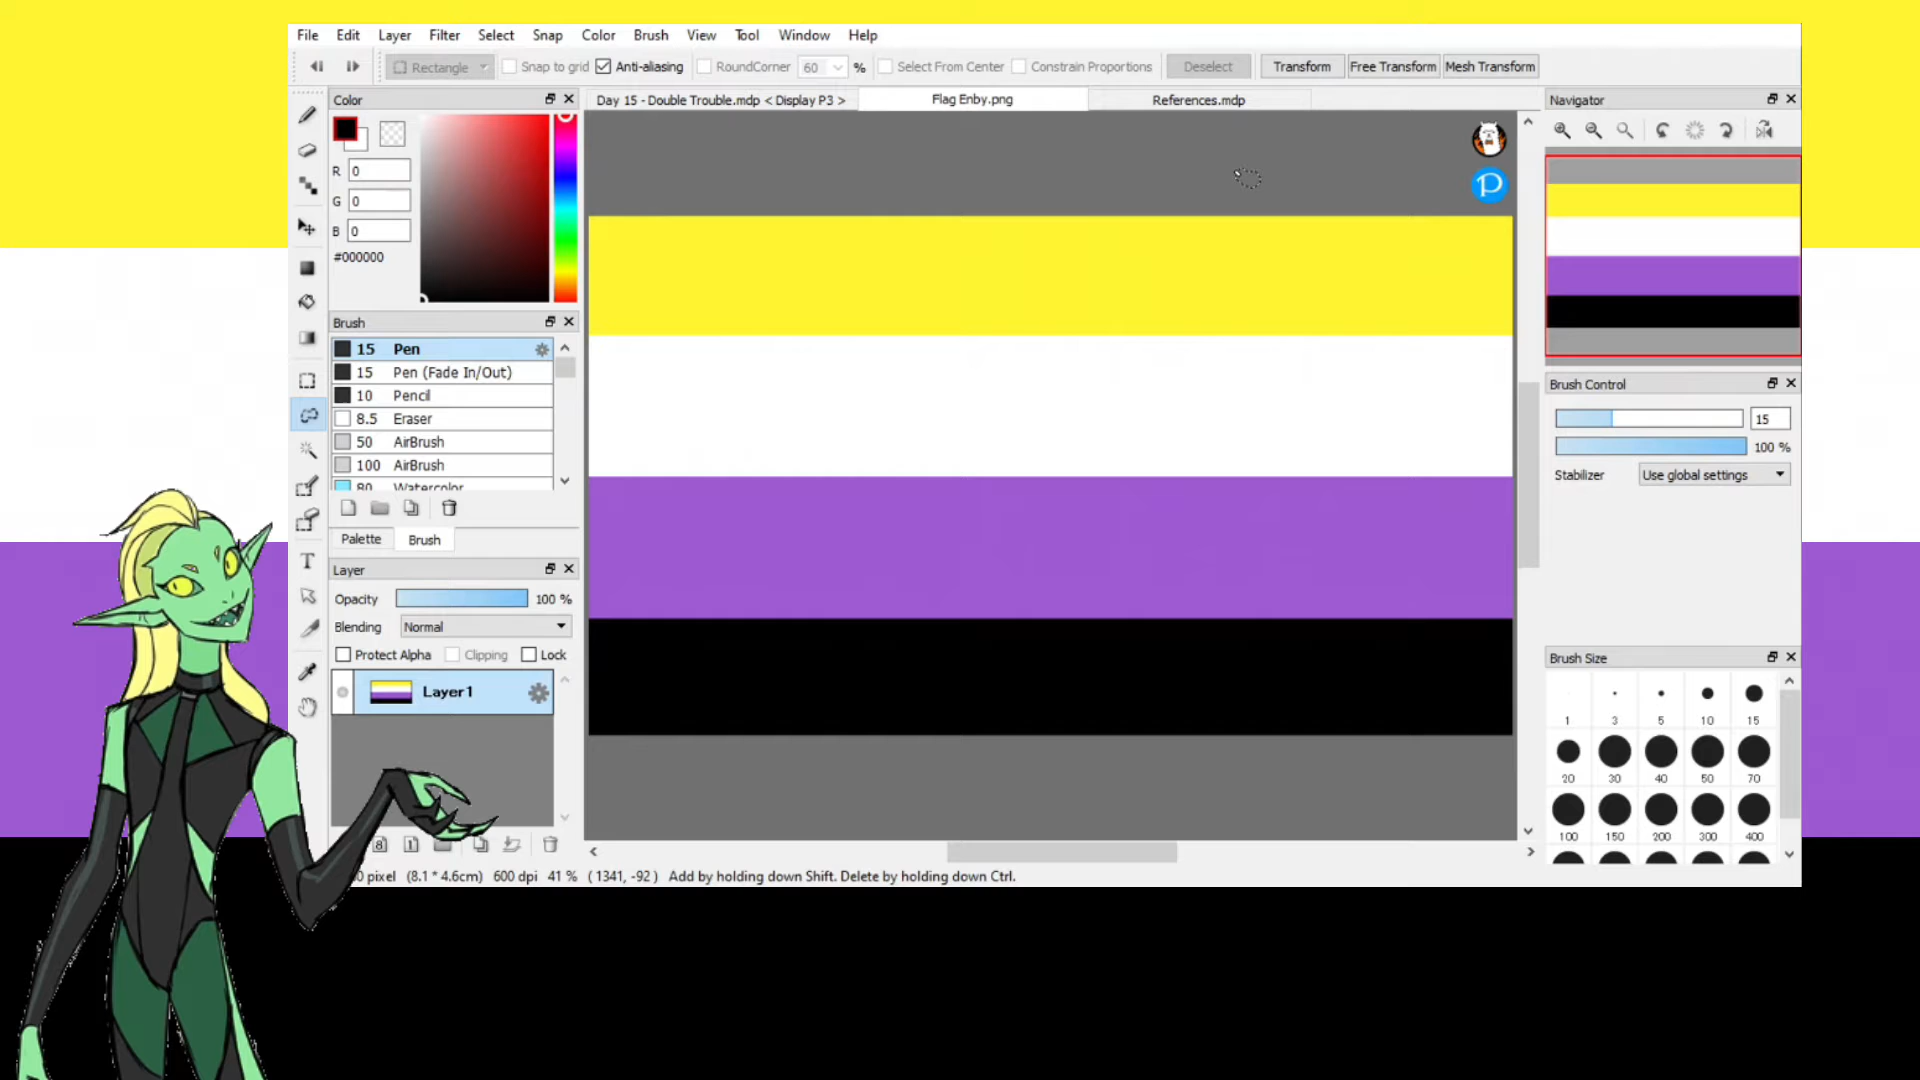 File Edit Layer Filter Select Snap Color Brush View Tool Window Help
Rectangle Snap to grid Anti-aliasing RoundCorner 60 % Select From Center Constrain Proportions Deselect Transform Free Transform Mesh Transform
Color
Day 15 - Double Trouble.mdp < Display P3 > Flag Enby.png References.mdp
Navigator
R 0
G 0
B 0
#000000
Brush
15 Pen
15 Pen (Fade In/Out)
10 Pencil
8.5 Eraser
50 AirBrush
100 AirBrush
80 Watercolor
Palette Brush
Layer
Opacity 100 %
Blending Normal
Protect Alpha Clipping Lock
Layer1
Brush Control
15
100 %
Stabilizer Use global settings
Brush Size
1 3 5 10 15
20 30 40 50 70
100 150 200 300 400
T
P
8 1
0 pixel (8.1 * 4.6cm) 600 dpi 41 % ( 1341, -92 ) Add by holding down Shift. Delete by holding down Ctrl.